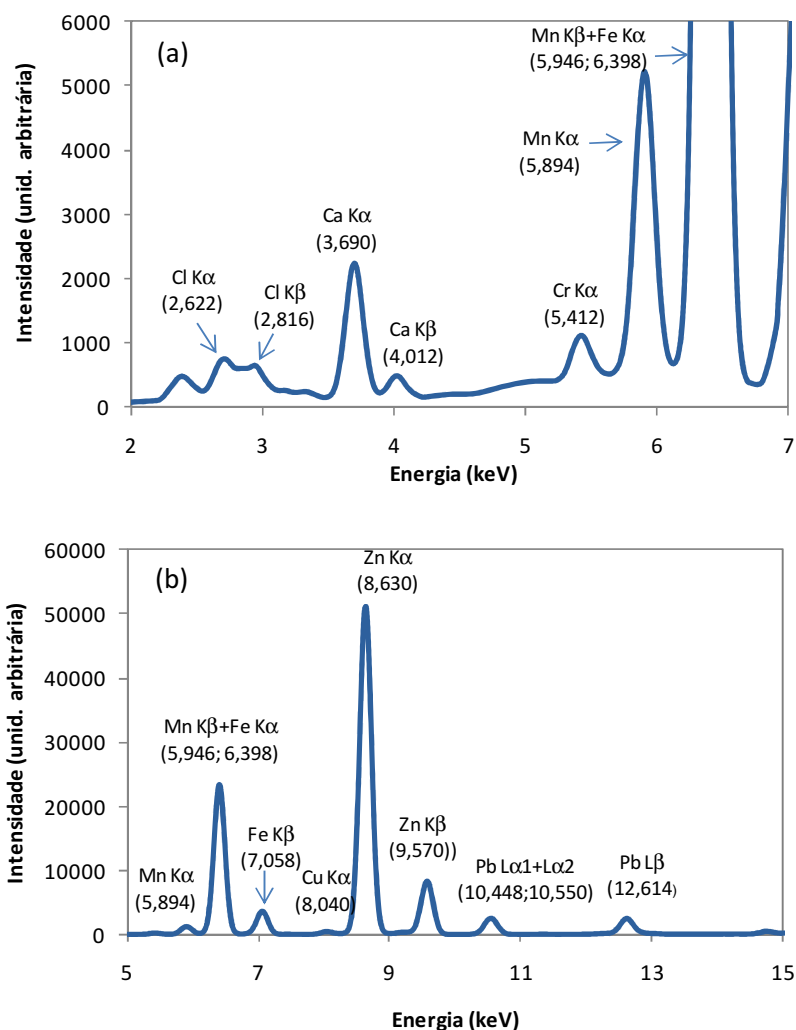 (a)
Intensidade (unid. arbitrária)
6000
5000
4000
3000
2000
1000
0
Cl Kα
(2,622)
Cl Kβ
(2,816)
Ca Kα
(3,690)
Ca Kβ
(4,012)
Cr Kα
(5,412)
Mn Kα
(5,894)
Mn Kβ+Fe Kα
(5,946; 6,398)
2 3 4 5 6 7
Energia (keV)
(b)
Intensidade (unid. arbitrária)
60000
50000
40000
30000
20000
10000
0
Mn Kα
(5,894)
Mn Kβ+Fe Kα
(5,946; 6,398)
Fe Kβ
(7,058)
Cu Kα
(8,040)
Zn Kα
(8,630)
Zn Kβ
(9,570))
Pb Lα1+Lα2
(10,448;10,550)
Pb Lβ
(12,614)
5 7 9 11 13 15
Energia (keV)